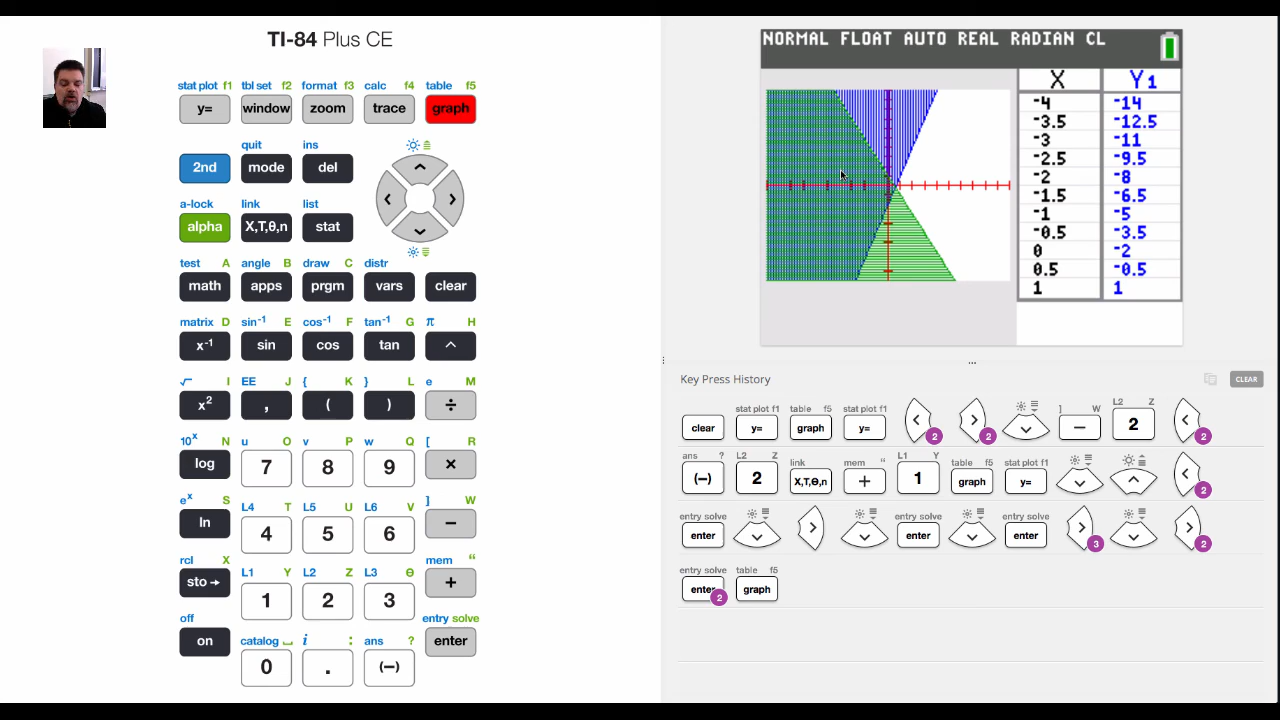 TI-84 Plus CE
stat plot f1 tbl set f2 format f3 calc f4 table f5
y= window zoom trace graph
quit ins
2nd mode del
a-lock link list
alpha X,T,θ,n stat
test A angle B draw C distr
math apps prgm vars clear
matrix D sin⁻¹ E cos⁻¹ F tan⁻¹ G π H
x⁻¹ sin cos tan ^
√ I EE J { K } L e M
x² , ( ) ÷
10ˣ N u O v P w Q [ R
log 7 8 9 ×
eˣ S L4 T L5 U L6 V ] W
ln 4 5 6 −
rcl X L1 Y L2 Z L3 θ mem “
sto → 1 2 3 +
off catalog ⎵ i : ans ? entry solve
on 0 . (−) enter
NORMAL FLOAT AUTO REAL RADIAN CL
X Y1
-4 -14
-3.5 -12.5
-3 -11
-2.5 -9.5
-2 -8
-1.5 -6.5
-1 -5
-0.5 -3.5
0 -2
0.5 -0.5
1 1
Key Press History
CLEAR
stat plot f1 table f5 stat plot f1 ] W L2 Z
clear y= graph y= 2 2 − 2 2
ans ? L2 Z link mem “ L1 Y table f5 stat plot f1
(−) 2 X,T,θ,n + 1 graph y= 2
entry solve entry solve entry solve
enter enter enter 3 2
entry solve table f5
enter 2 graph